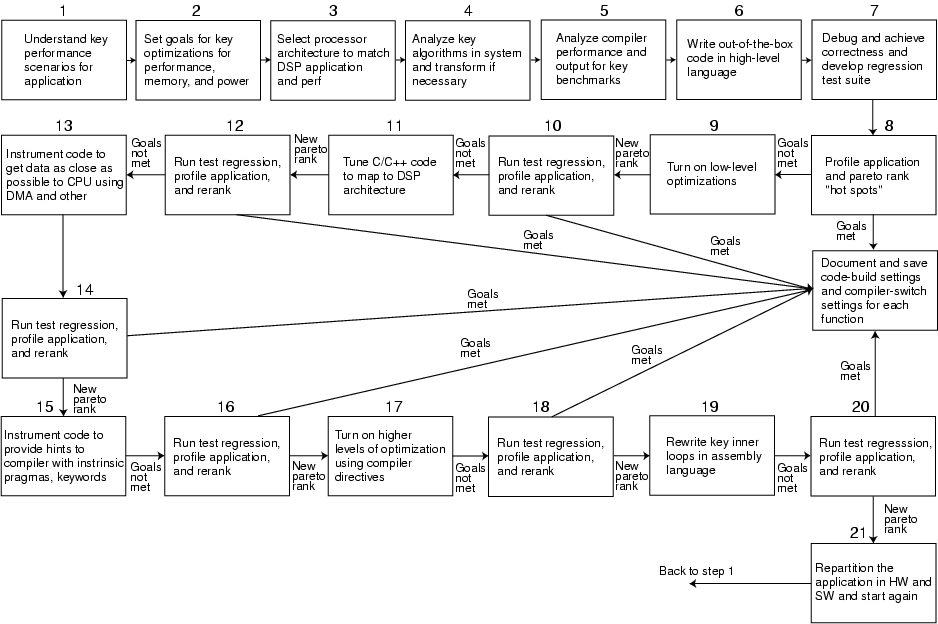 1
Understand key
performance
scenarios for
application
2
Set goals for key
optimizations for
performance,
memory, and power
3
Select processor
architecture to match
DSP application
and perf
4
Analyze key
algorithms in system
and transform if
necessary
5
Analyze compiler
performance and
output for key
benchmarks
6
Write out-of-the-box
code in high-level
language
7
Debug and achieve
correctness and
develop regression
test suite
8
Profile application
and pareto rank
"hot spots"
Goals
not
met
9
Turn on low-level
optimizations
New
pareto
rank
10
Run test regression,
profile application,
and rerank
Goals
not
met
11
Tune C/C++ code
to map to DSP
architecture
New
pareto
rank
12
Run test regression,
profile application,
and rerank
Goals
not
met
13
Instrument code to
get data as close as
possible to CPU using
DMA and other
Goals
met
Goals
met
Goals
met
Document and save
code-build settings
and compiler-switch
settings for each
function
14
Run test regression,
profile application,
and rerank
Goals
met
Goals
met
Goals
met
Goals
met
New
pareto
rank
15
Instrument code to
provide hints to
compiler with instrinsic
pragmas, keywords
Goals
not
met
16
Run test regression,
profile application,
and rerank
New
pareto
rank
17
Turn on higher
levels of optimization
using compiler
directives
Goals
not
met
18
Run test regression,
profile application,
and rerank
New
pareto
rank
19
Rewrite key inner
loops in assembly
language
Goals
not
met
20
Run test regresssion,
profile application,
and rerank
New
pareto
rank
21
Repartition the
application in HW and
SW and start again
Back to step 1